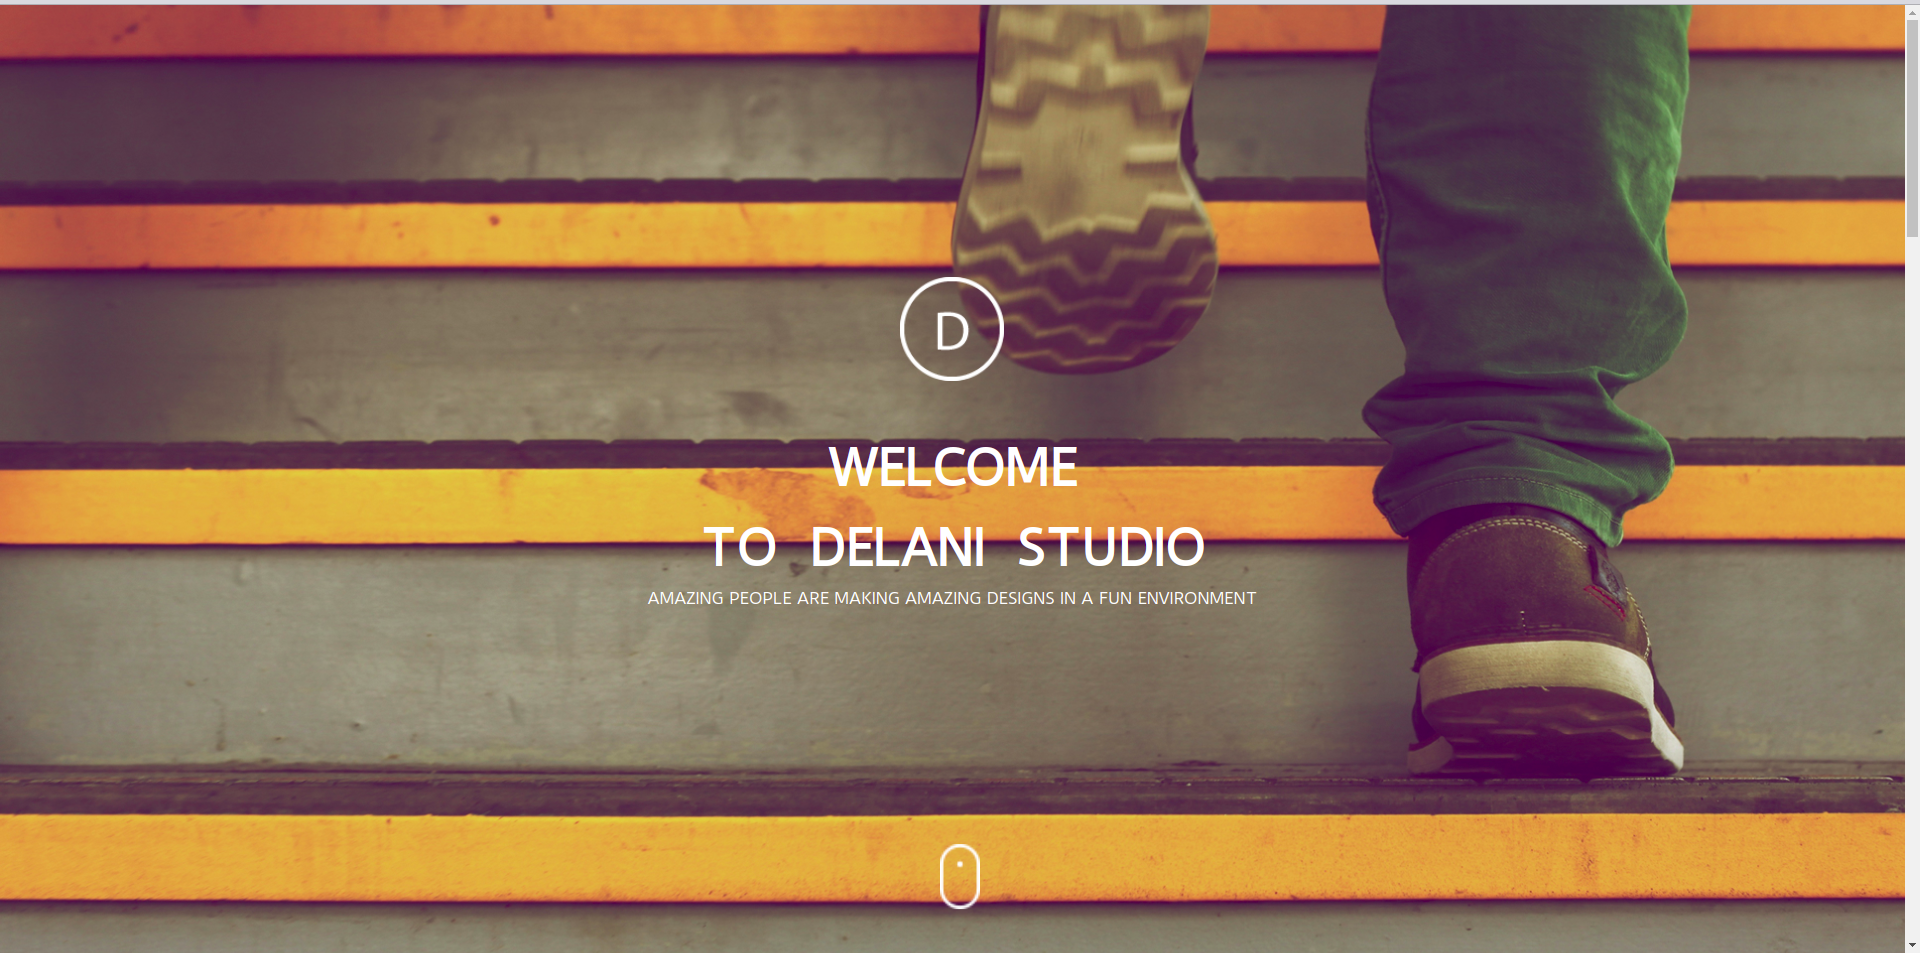 D
WELCOME
TO DELANI STUDIO
AMAZING PEOPLE ARE MAKING AMAZING DESIGNS IN A FUN ENVIRONMENT